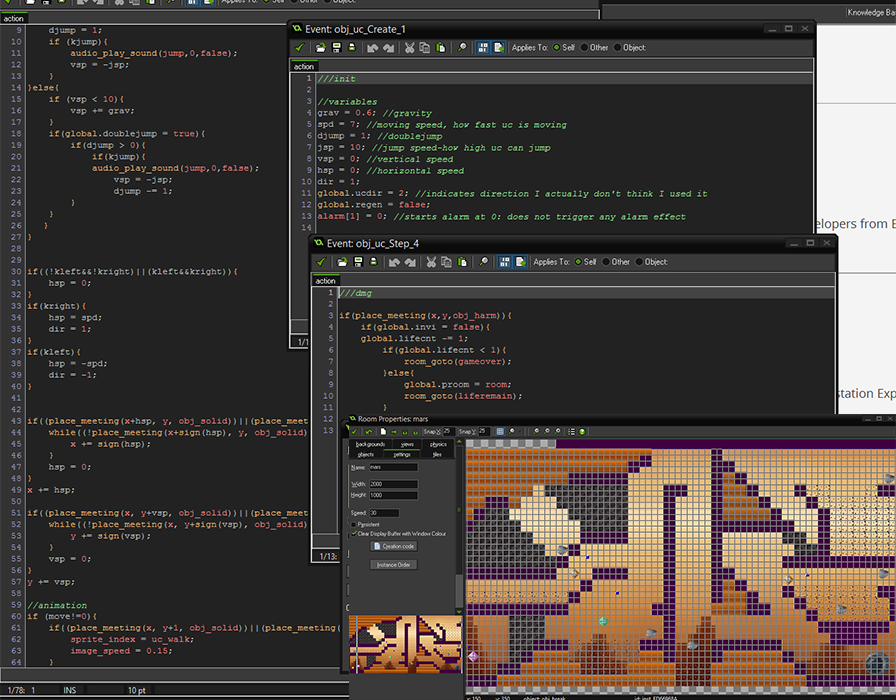 action
9 djump = 1;
10 if (kjump){
11 audio_play_sound(jump,0,false);
12 vsp = -jsp;
13 }
14 }else{
15 if (vsp < 10){
16 vsp += grav;
17 }
18 if(global.doublejump = true){
19 if(djump > 0){
20 if(kjump){
21 audio_play_sound(jump,0,false);
22 vsp = -jsp;
23 djump -= 1;
24 }
25 }
26 }
27 }
28
29
30 if((!kleft&&!kright)||(kleft&&kright)){
31 hsp = 0;
32 }
33 if(kright){
34 hsp = spd;
35 dir = 1;
36 }
37 if(kleft){
38 hsp = -spd;
39 dir = -1;
40 }
41
42
43 if((place_meeting(x+hsp, y, obj_solid))||(place_mee
44 while((!place_meeting(x+sign(hsp), y, obj_solid)
45 x += sign(hsp);
46 }
47 hsp = 0;
48 }
49 x += hsp;
50
51 if((place_meeting(x, y+vsp, obj_solid))||(place_mee
52 while((!place_meeting(x, y+sign(vsp), obj_solid)
53 y += sign(vsp);
54 }
55 vsp = 0;
56 }
57 y += vsp;
58
59 //animation
60 if (move!=0){
61 if((place_meeting(x, y+1, obj_solid))||(place_meeting(
62 sprite_index = uc_walk;
63 image_speed = 0.15;
64 }
1/78: 1 INS 10 pt
Event: obj_uc_Create_1
Applies To: Self Other Object:
action
1 ///init
2
3 //variables
4 grav = 0.6; //gravity
5 spd = 7; //moving speed, how fast uc is moving
6 djump = 1; //doublejump
7 jsp = 10; //jump speed-how high uc can jump
8 vsp = 0; //vertical speed
9 hsp = 0; //horizontal speed
10 dir = 1;
11 global.ucdir = 2; //indicates direction I actually don't think I used it
12 global.regen = false;
13 alarm[1] = 0; //starts alarm at 0: does not trigger any alarm effect
14
Event: obj_uc_Step_4
Applies To: Self Other Object:
action
1 ///dmg
2
3 if(place_meeting(x,y,obj_harm)){
4 if(global.invi = false){
5 global.lifecnt -= 1;
6 if(global.lifecnt < 1){
7 room_goto(gameover);
8 }else{
9 global.proom = room;
10 room_goto(liferemain);
11 }
12
13
1/13:
Room Properties: mars
Snap X: 25 Snap Y: 25
backgrounds views physics
objects settings tiles
Name: mars
Width: 2000
Height: 1000
Speed: 30
Persistent
Clear Display Buffer with Window Colour
Creation code
Instance Order
Knowledge Ba
elopers from E
station Exp